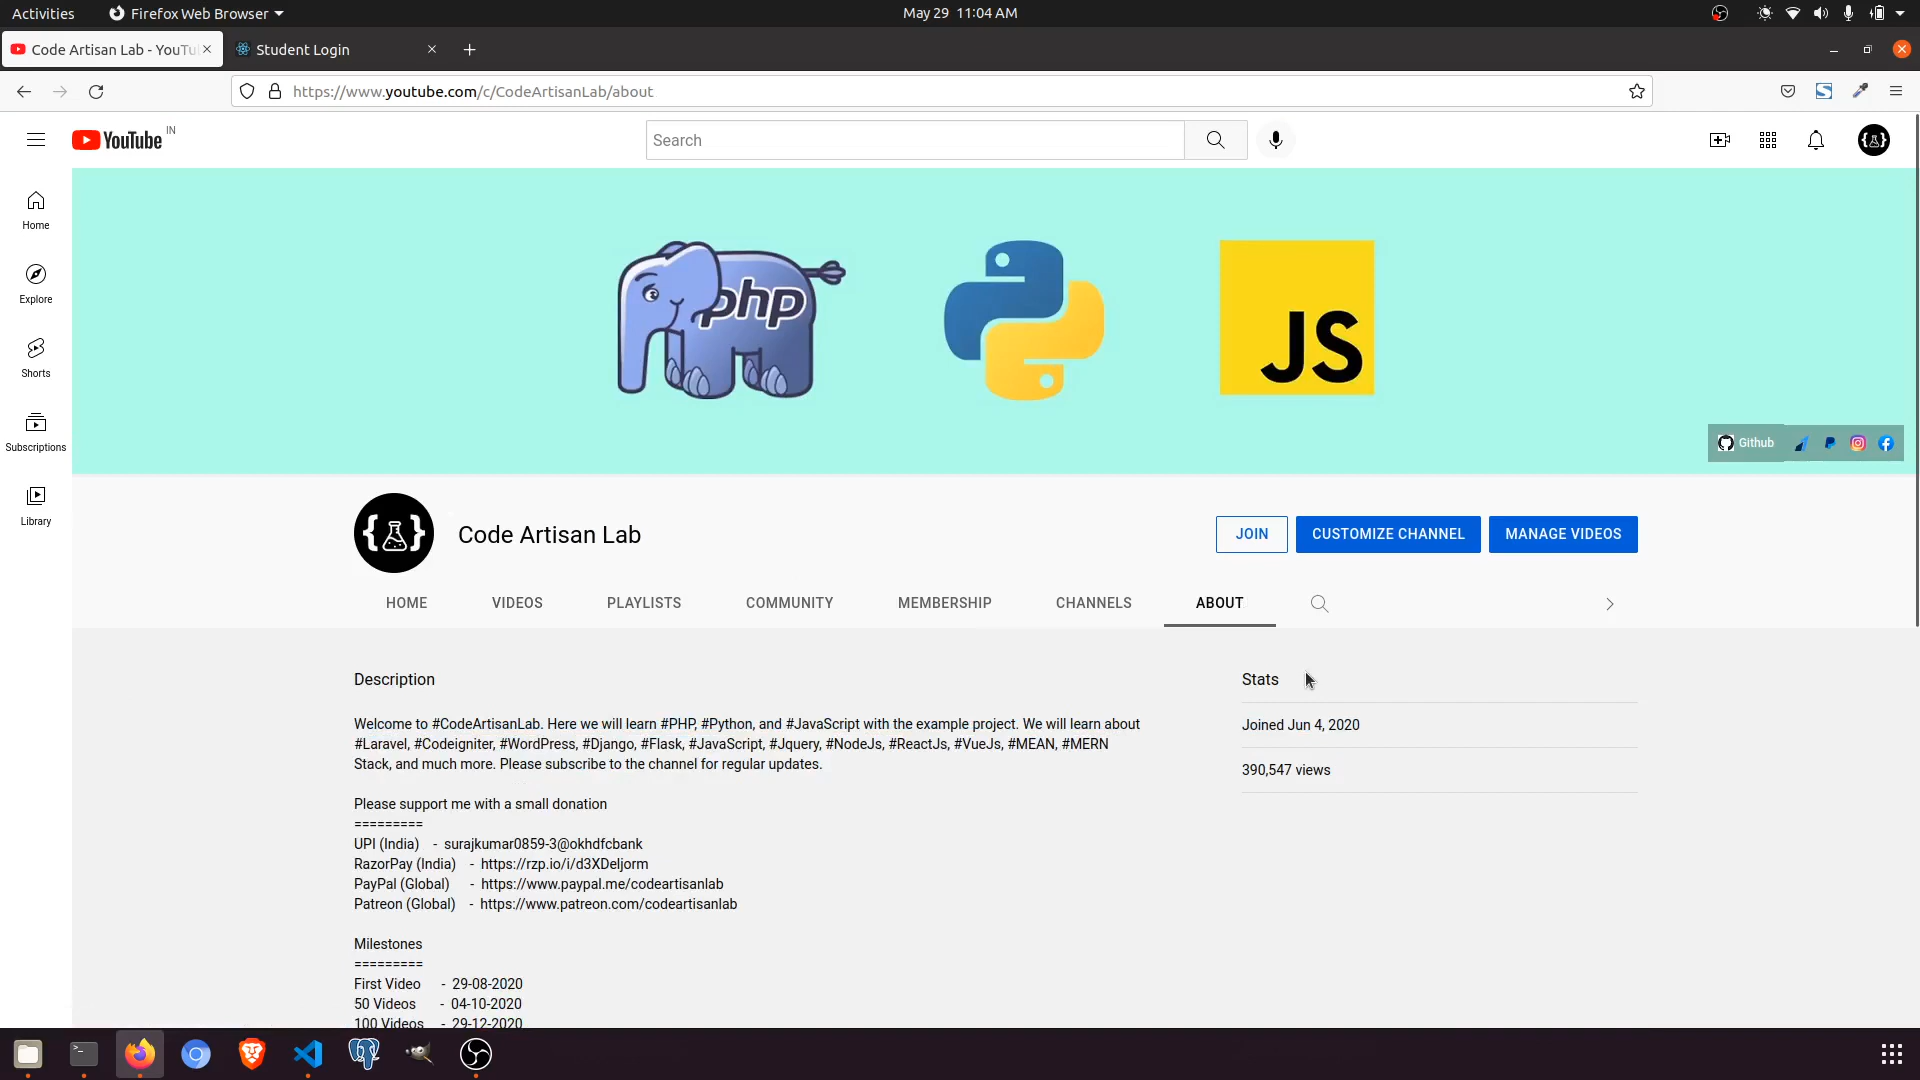 Activities
Firefox Web Browser
May 29 11:04 AM
Code Artisan Lab - YouTu
Student Login
https://www.youtube.com/c/CodeArtisanLab/about
YouTube
IN
Search
Home
Explore
Shorts
Subscriptions
Library
php
JS
Github
Code Artisan Lab
JOIN
CUSTOMIZE CHANNEL
MANAGE VIDEOS
HOME
VIDEOS
PLAYLISTS
COMMUNITY
MEMBERSHIP
CHANNELS
ABOUT
Description
Welcome to #CodeArtisanLab. Here we will learn #PHP, #Python, and #JavaScript with the example project. We will learn about
#Laravel, #Codeigniter, #WordPress, #Django, #Flask, #JavaScript, #Jquery, #NodeJs, #ReactJs, #VueJs, #MEAN, #MERN
Stack, and much more. Please subscribe to the channel for regular updates.
Please support me with a small donation
=========
UPI (India) - surajkumar0859-3@okhdfcbank
RazorPay (India) - https://rzp.io/i/d3XDeljorm
PayPal (Global) - https://www.paypal.me/codeartisanlab
Patreon (Global) - https://www.patreon.com/codeartisanlab
Milestones
=========
First Video - 29-08-2020
50 Videos - 04-10-2020
100 Videos - 29-12-2020
Stats
Joined Jun 4, 2020
390,547 views